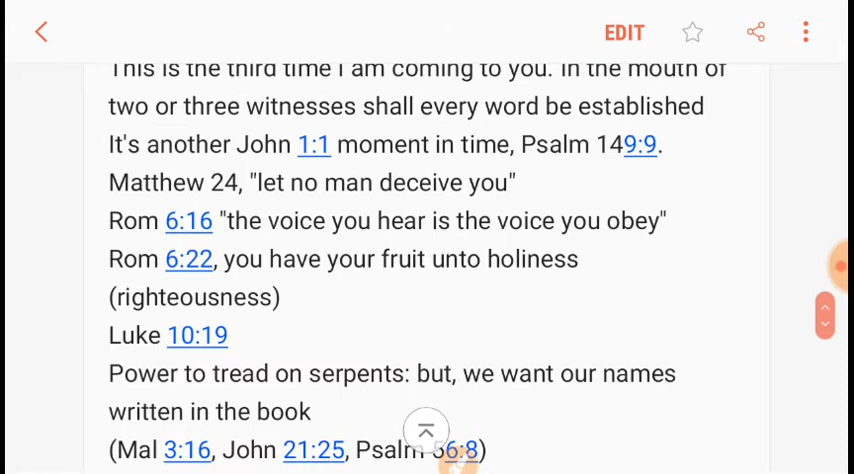 EDIT
This is the third time I am coming to you. In the mouth of
two or three witnesses shall every word be established
It's another John 1:1 moment in time, Psalm 149:9.
Matthew 24, "let no man deceive you"
Rom 6:16 "the voice you hear is the voice you obey"
Rom 6:22, you have your fruit unto holiness
(righteousness)
Luke 10:19
Power to tread on serpents: but, we want our names
written in the book
(Mal 3:16, John 21:25, Psalm 56:8)